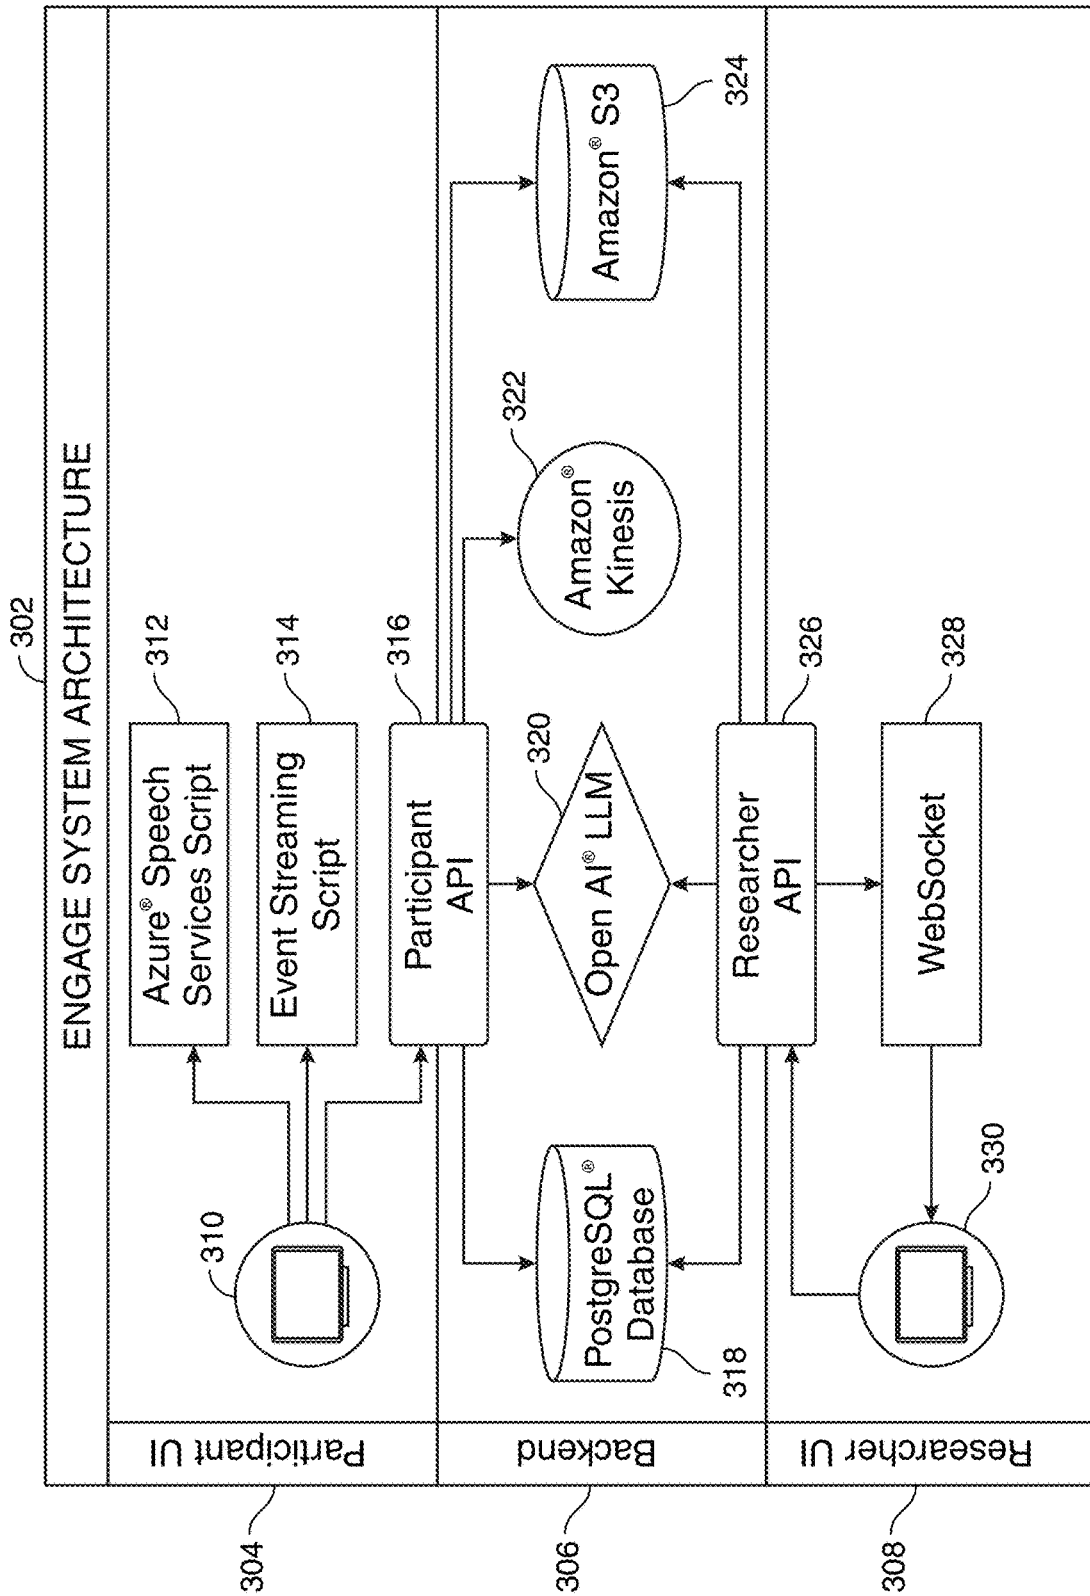 302
ENGAGE SYSTEM ARCHITECTURE
304
Participant UI
310
Azure® Speech
Services Script
312
Event Streaming
Script
314
Participant
API
316
306
Backend
PostgreSQL®
Database
318
Open AI® LLM
320
Amazon®
Kinesis
322
Amazon® S3
324
Researcher
API
326
308
Researcher UI
330
WebSocket
328